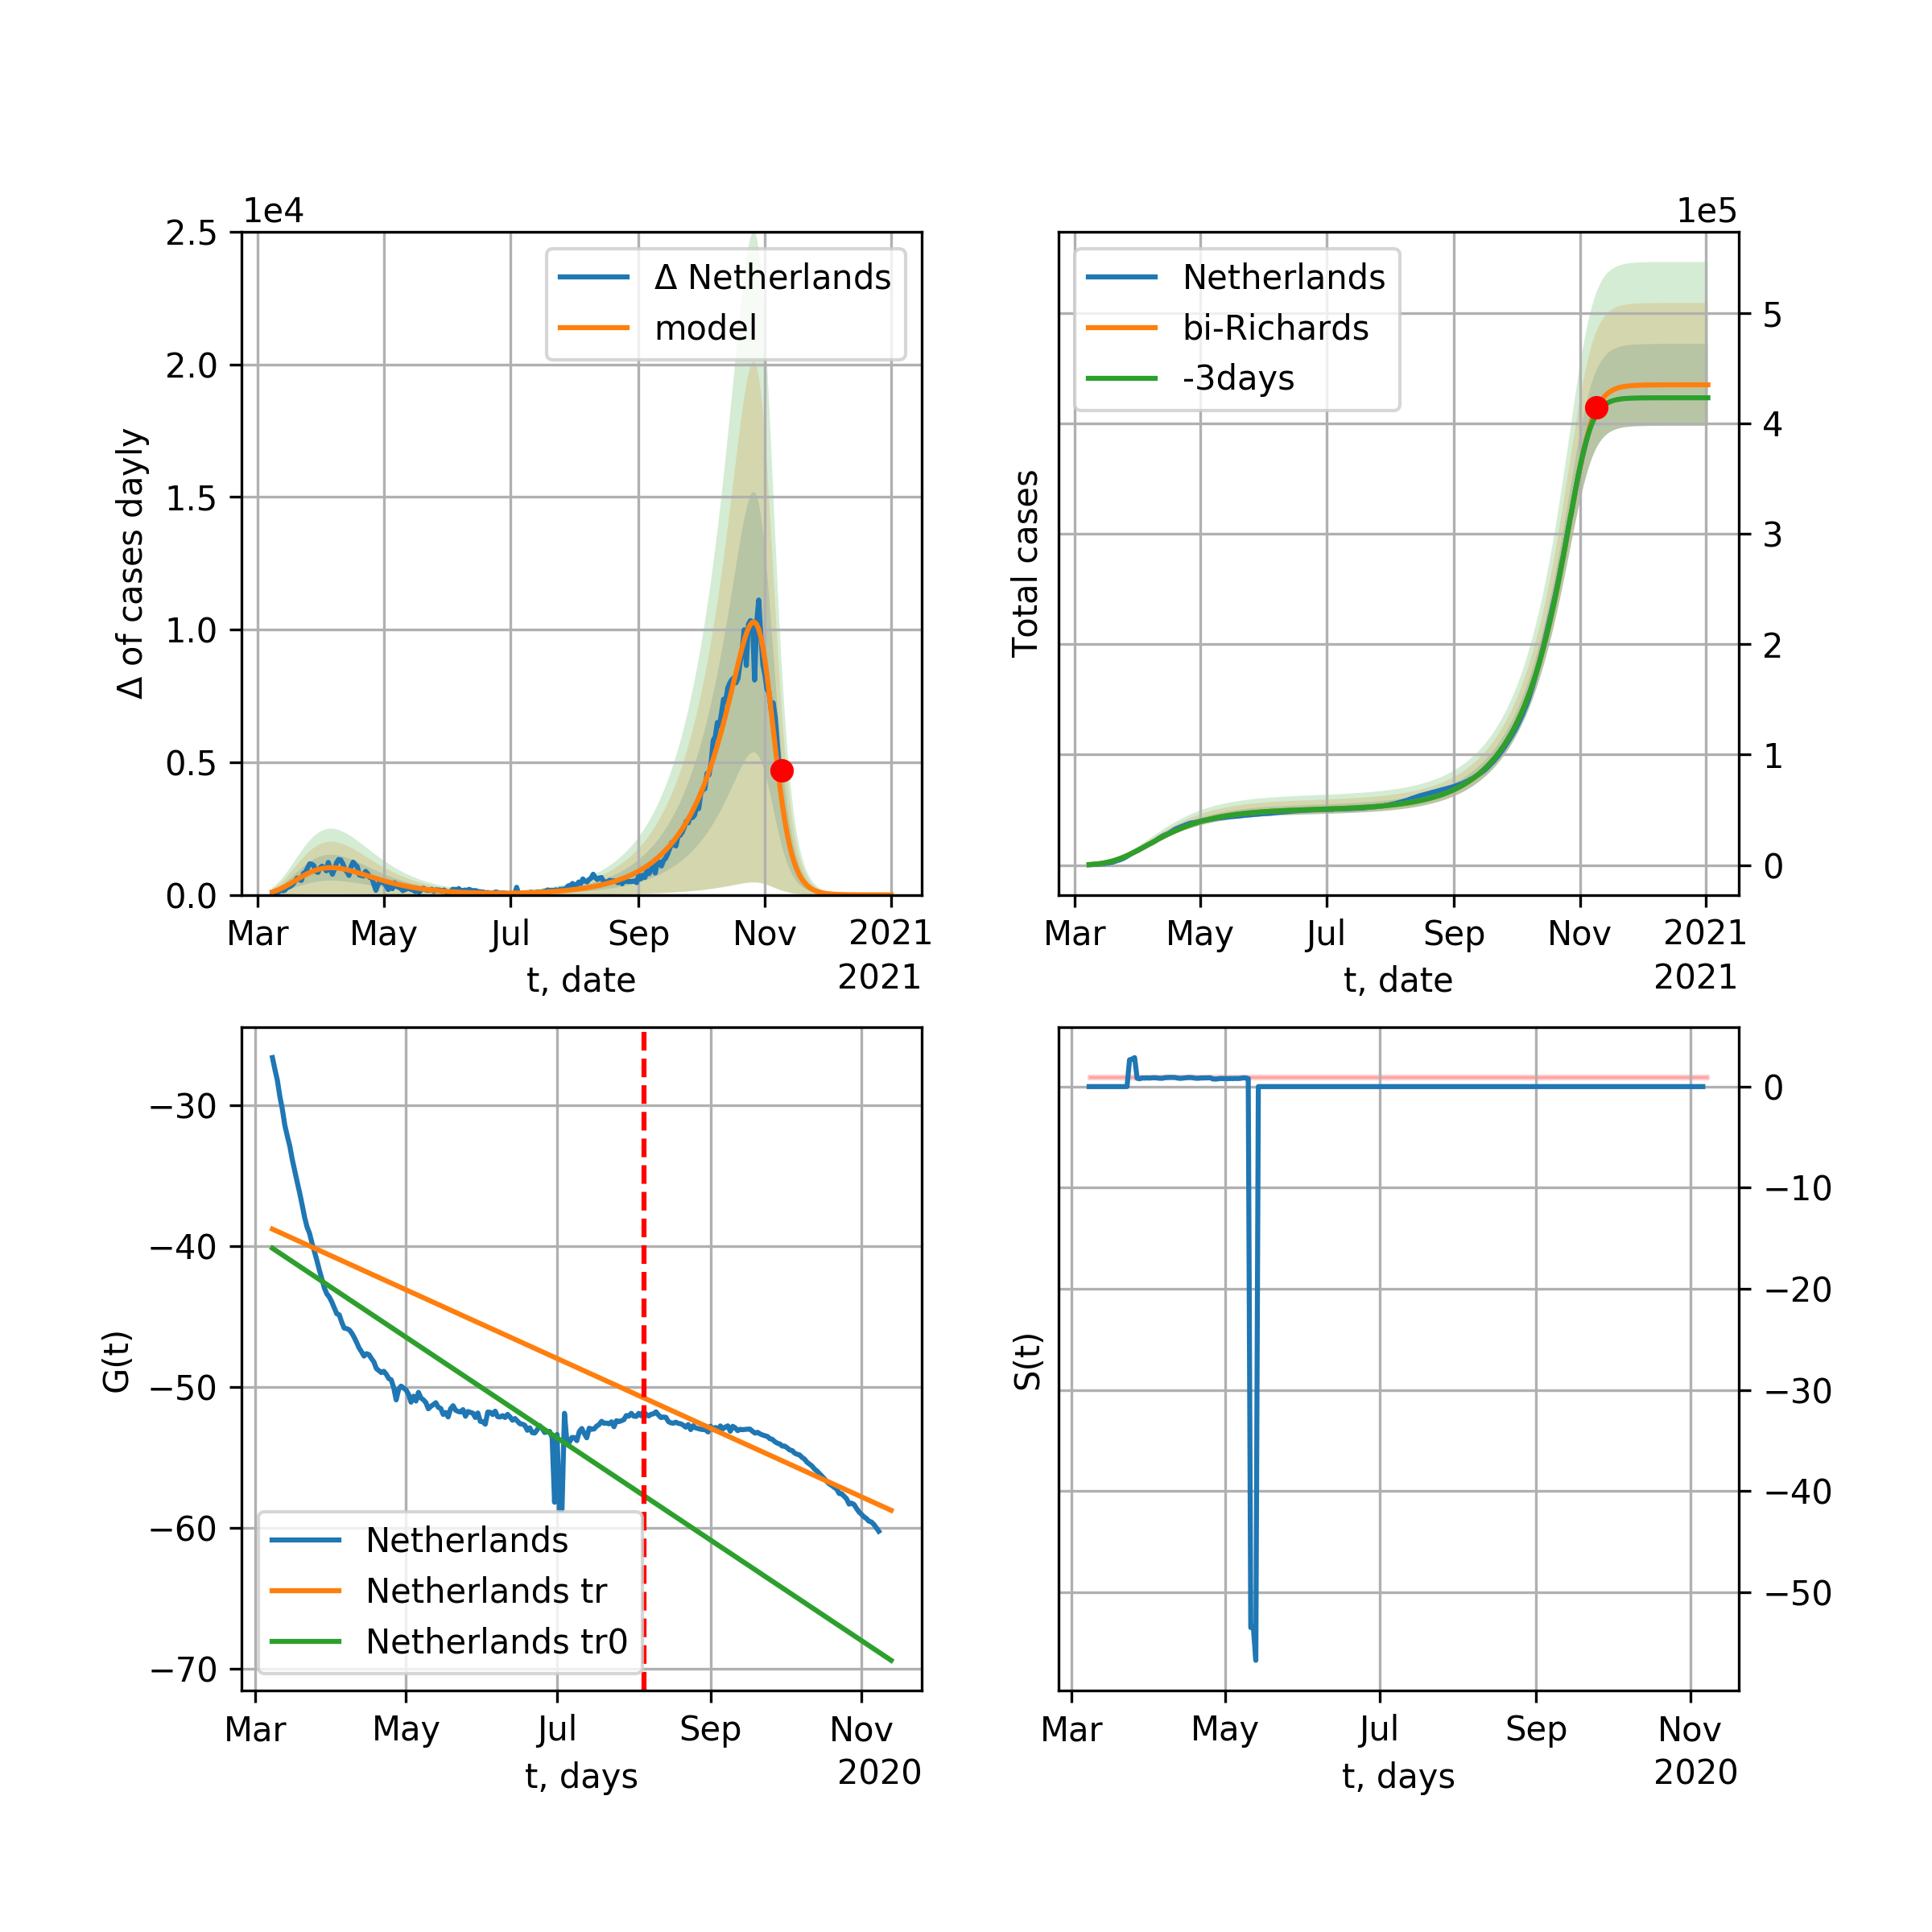 1e4
2.5
2.0
1.5
1.0
0.5
0.0
Δ of cases dayly
Δ Netherlands
model
Mar May Jul Sep Nov 2021
t, date 2021
1e5
Netherlands
bi-Richards
-3days
Total cases
5
4
3
2
1
0
Mar May Jul Sep Nov 2021
t, date 2021
−30
−40
−50
−60
−70
G(t)
Netherlands
Netherlands tr
Netherlands tr0
Mar May Jul Sep Nov
t, days 2020
S(t)
0
−10
−20
−30
−40
−50
Mar May Jul Sep Nov
t, days 2020